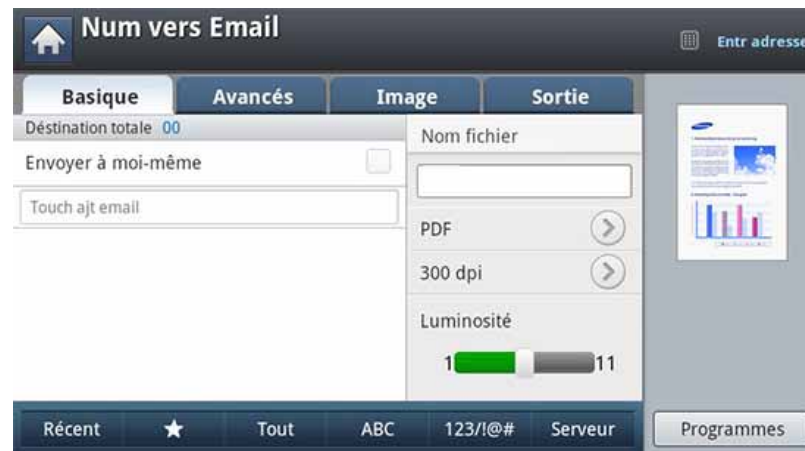 Num vers Email
Entr adresse
Basique
Avancés
Image
Sortie
Déstination totale 00
Envoyer à moi-même
Touch ajt email
Nom fichier
PDF
300 dpi
Luminosité
1
11
Récent
Tout
ABC
123/!@#
Serveur
Programmes